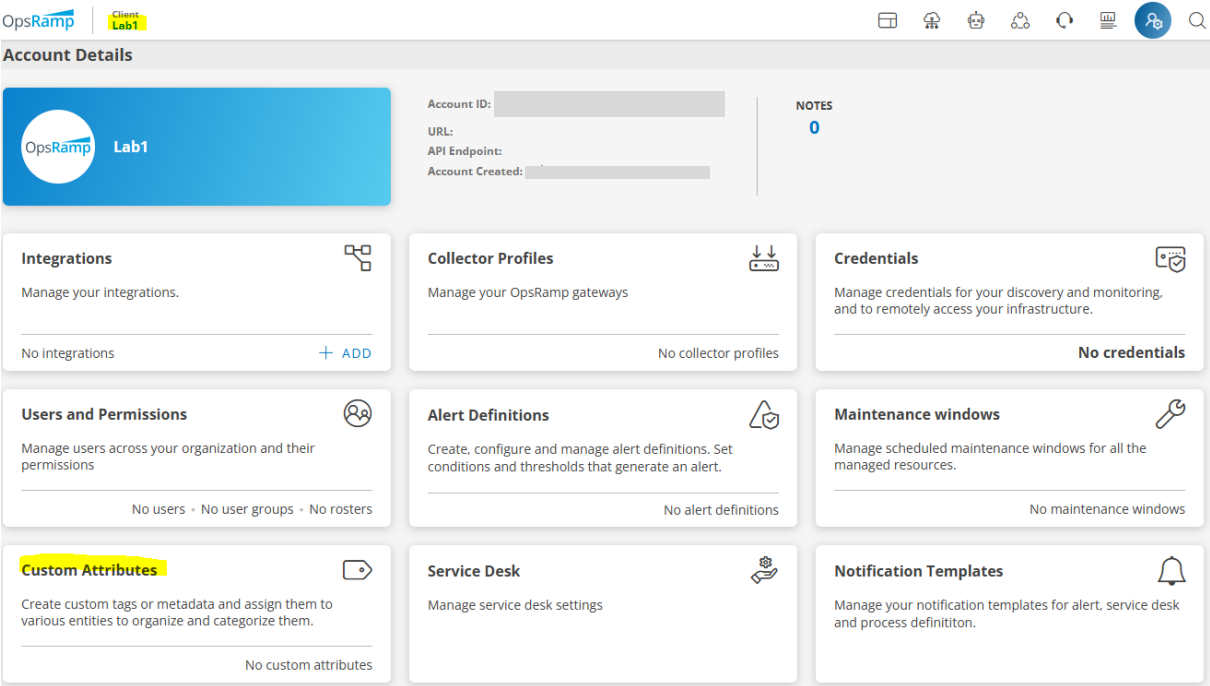 OpsRamp
Client
Lab1
Account Details
OpsRamp
Lab1
Account ID:
URL:
API Endpoint:
Account Created:
NOTES
0
Integrations
Manage your integrations.
No integrations
+ ADD
Collector Profiles
Manage your OpsRamp gateways
No collector profiles
Credentials
Manage credentials for your discovery and monitoring,
and to remotely access your infrastructure.
No credentials
Users and Permissions
Manage users across your organization and their
permissions
No users • No user groups • No rosters
Alert Definitions
Create, configure and manage alert definitions. Set
conditions and thresholds that generate an alert.
No alert definitions
Maintenance windows
Manage scheduled maintenance windows for all the
managed resources.
No maintenance windows
Custom Attributes
Create custom tags or metadata and assign them to
various entities to organize and categorize them.
No custom attributes
Service Desk
Manage service desk settings
Notification Templates
Manage your notification templates for alert, service desk
and process definititon.